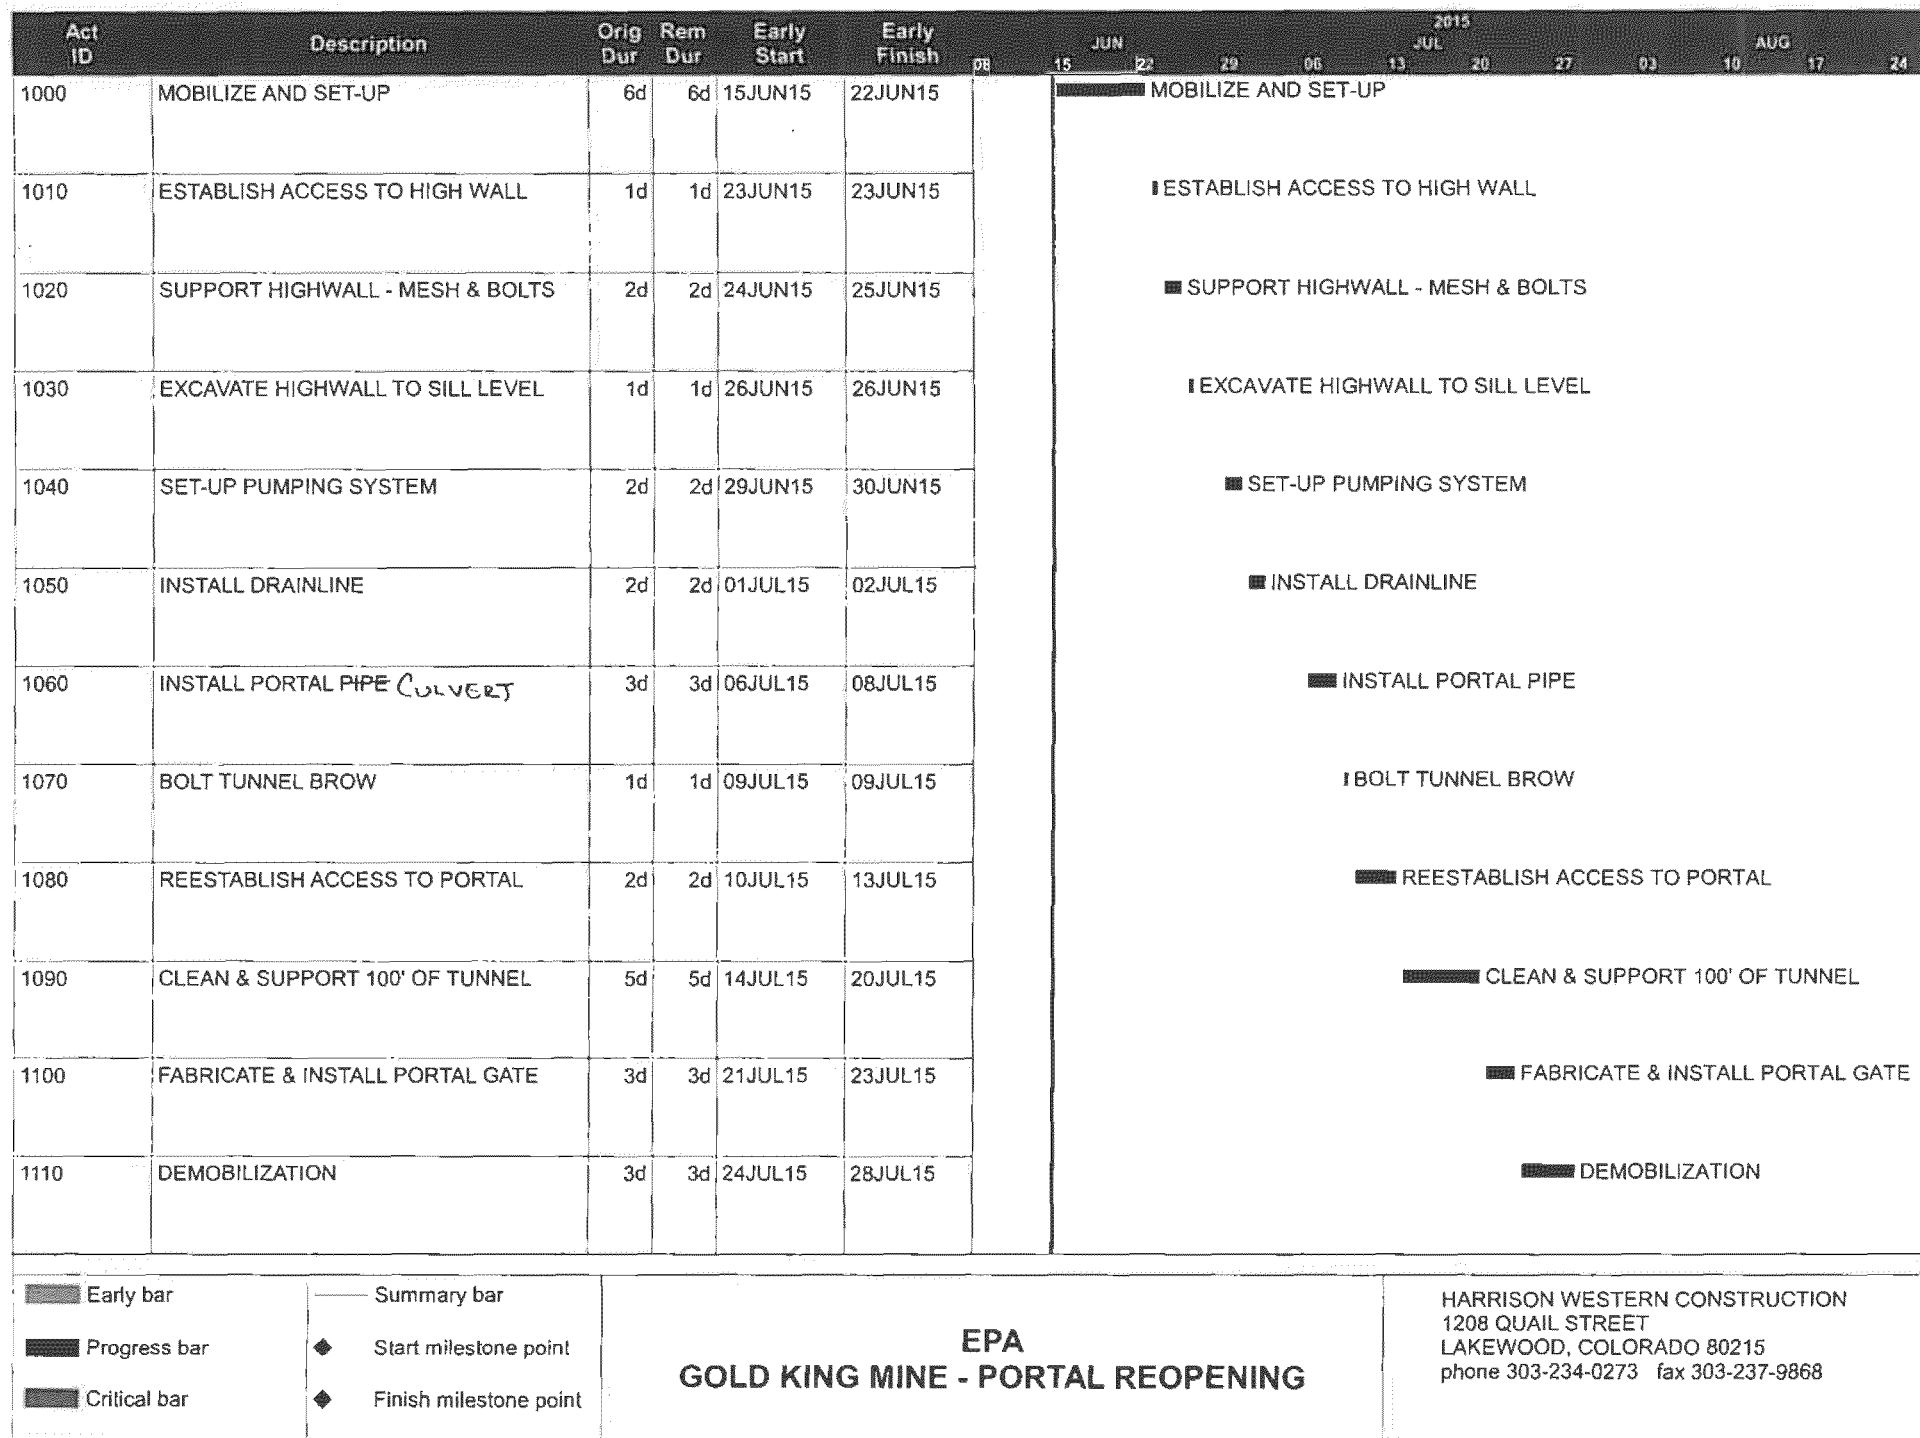 Act ID Description Orig Dur Rem Dur Early Start Early Finish
2015
JUN JUL AUG
08 15 22 29 06 13 20 27 03 10 17 24
1000 MOBILIZE AND SET-UP 6d 6d 15JUN15 22JUN15 MOBILIZE AND SET-UP
1010 ESTABLISH ACCESS TO HIGH WALL 1d 1d 23JUN15 23JUN15 ESTABLISH ACCESS TO HIGH WALL
1020 SUPPORT HIGHWALL - MESH & BOLTS 2d 2d 24JUN15 25JUN15 SUPPORT HIGHWALL - MESH & BOLTS
1030 EXCAVATE HIGHWALL TO SILL LEVEL 1d 1d 26JUN15 26JUN15 EXCAVATE HIGHWALL TO SILL LEVEL
1040 SET-UP PUMPING SYSTEM 2d 2d 29JUN15 30JUN15 SET-UP PUMPING SYSTEM
1050 INSTALL DRAINLINE 2d 2d 01JUL15 02JUL15 INSTALL DRAINLINE
1060 INSTALL PORTAL PIPE CULVERT 3d 3d 06JUL15 08JUL15 INSTALL PORTAL PIPE
1070 BOLT TUNNEL BROW 1d 1d 09JUL15 09JUL15 BOLT TUNNEL BROW
1080 REESTABLISH ACCESS TO PORTAL 2d 2d 10JUL15 13JUL15 REESTABLISH ACCESS TO PORTAL
1090 CLEAN & SUPPORT 100' OF TUNNEL 5d 5d 14JUL15 20JUL15 CLEAN & SUPPORT 100' OF TUNNEL
1100 FABRICATE & INSTALL PORTAL GATE 3d 3d 21JUL15 23JUL15 FABRICATE & INSTALL PORTAL GATE
1110 DEMOBILIZATION 3d 3d 24JUL15 28JUL15 DEMOBILIZATION
Early bar
Progress bar
Critical bar
Summary bar
Start milestone point
Finish milestone point
EPA
GOLD KING MINE - PORTAL REOPENING
HARRISON WESTERN CONSTRUCTION
1208 QUAIL STREET
LAKEWOOD, COLORADO 80215
phone 303-234-0273 fax 303-237-9868